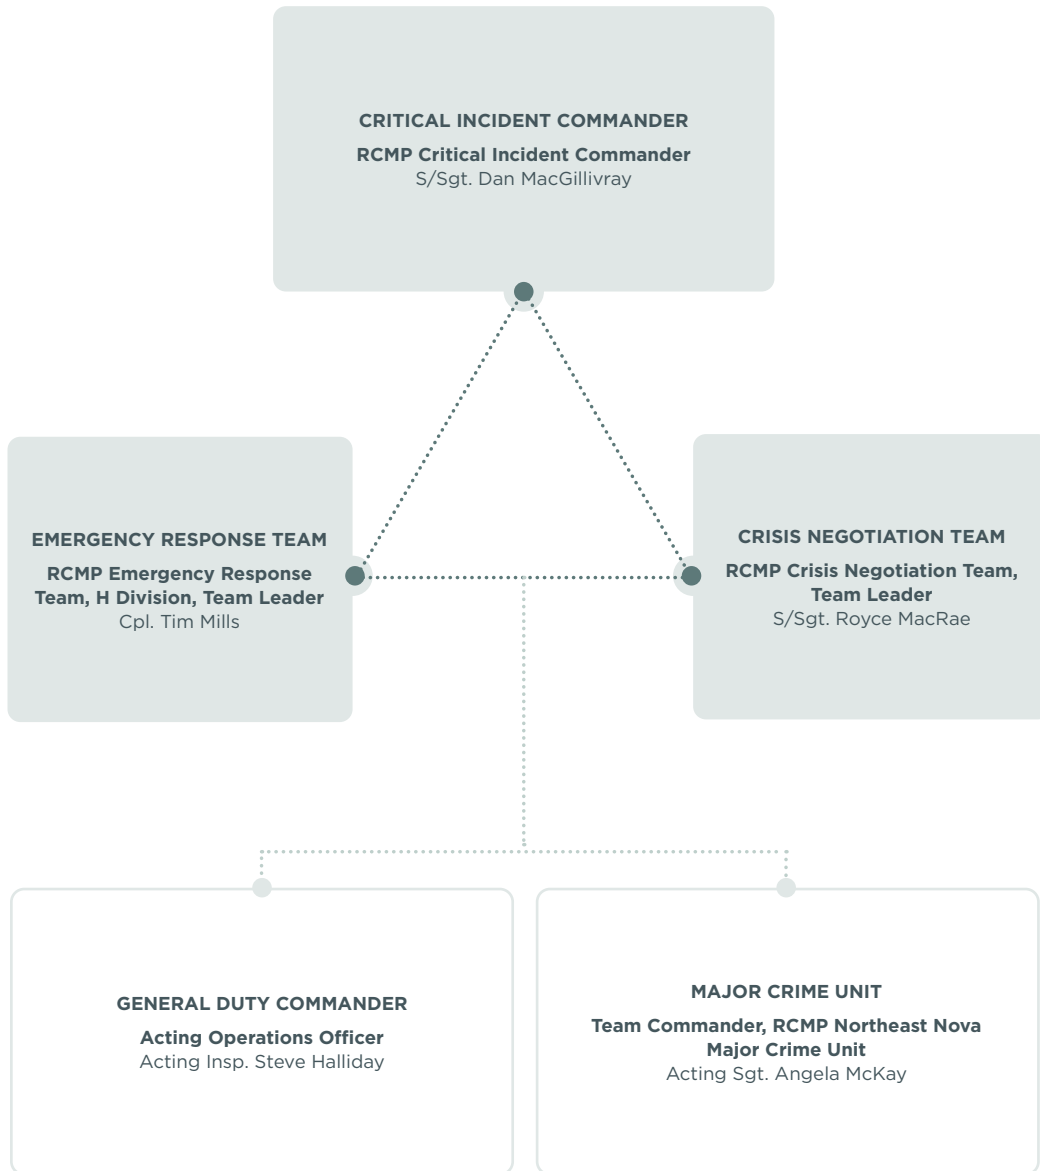 CRITICAL INCIDENT COMMANDER
RCMP Critical Incident Commander
S/Sgt. Dan MacGillivray
EMERGENCY RESPONSE TEAM
RCMP Emergency Response
Team, H Division, Team Leader
Cpl. Tim Mills
CRISIS NEGOTIATION TEAM
RCMP Crisis Negotiation Team,
Team Leader
S/Sgt. Royce MacRae
GENERAL DUTY COMMANDER
Acting Operations Officer
Acting Insp. Steve Halliday
MAJOR CRIME UNIT
Team Commander, RCMP Northeast Nova
Major Crime Unit
Acting Sgt. Angela McKay